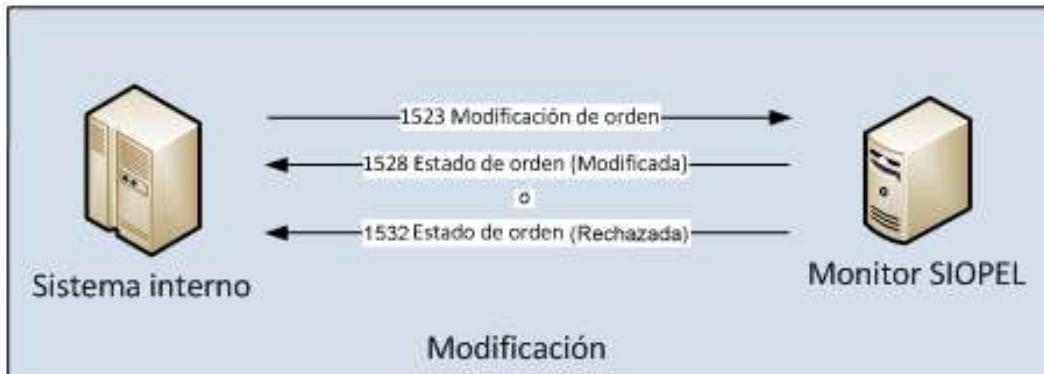 1523 Modificación de orden
1528 Estado de orden (Modificada)
o
1532 Estado de orden (Rechazada)
Sistema interno
Monitor SIOPEL
Modificación